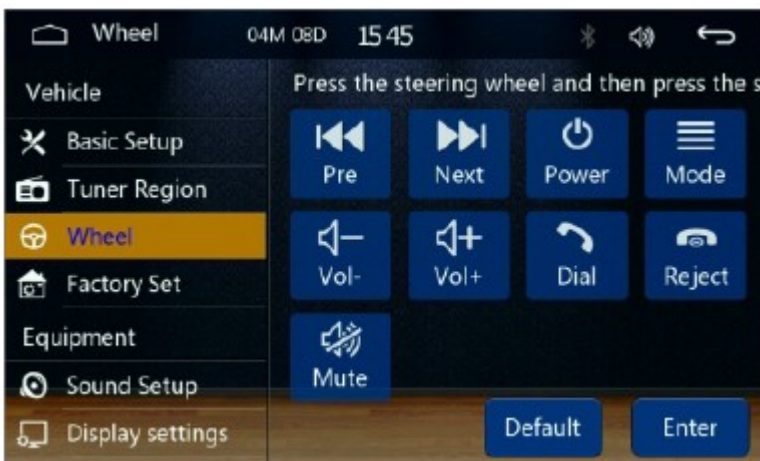 Wheel 04M 08D 15 45
Vehicle
Basic Setup
Tuner Region
Wheel
Factory Set
Equipment
Sound Setup
Display settings
Press the steering wheel and then press the s
Pre Next Power Mode
Vol- Vol+ Dial Reject
Mute
Default Enter